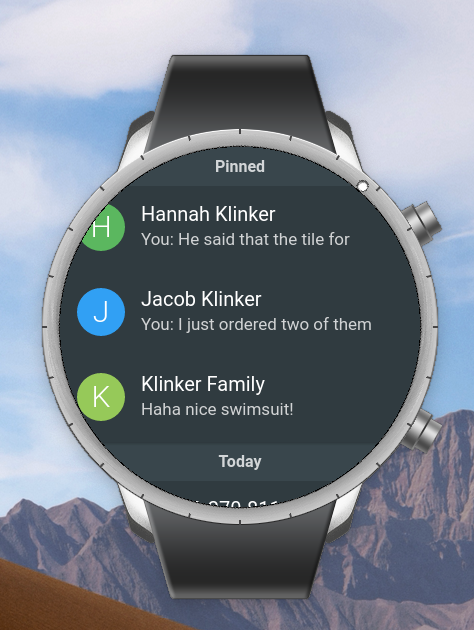 Pinned
H
Hannah Klinker
You: He said that the tile for
J
Jacob Klinker
You: I just ordered two of them
K
Klinker Family
Haha nice swimsuit!
Today